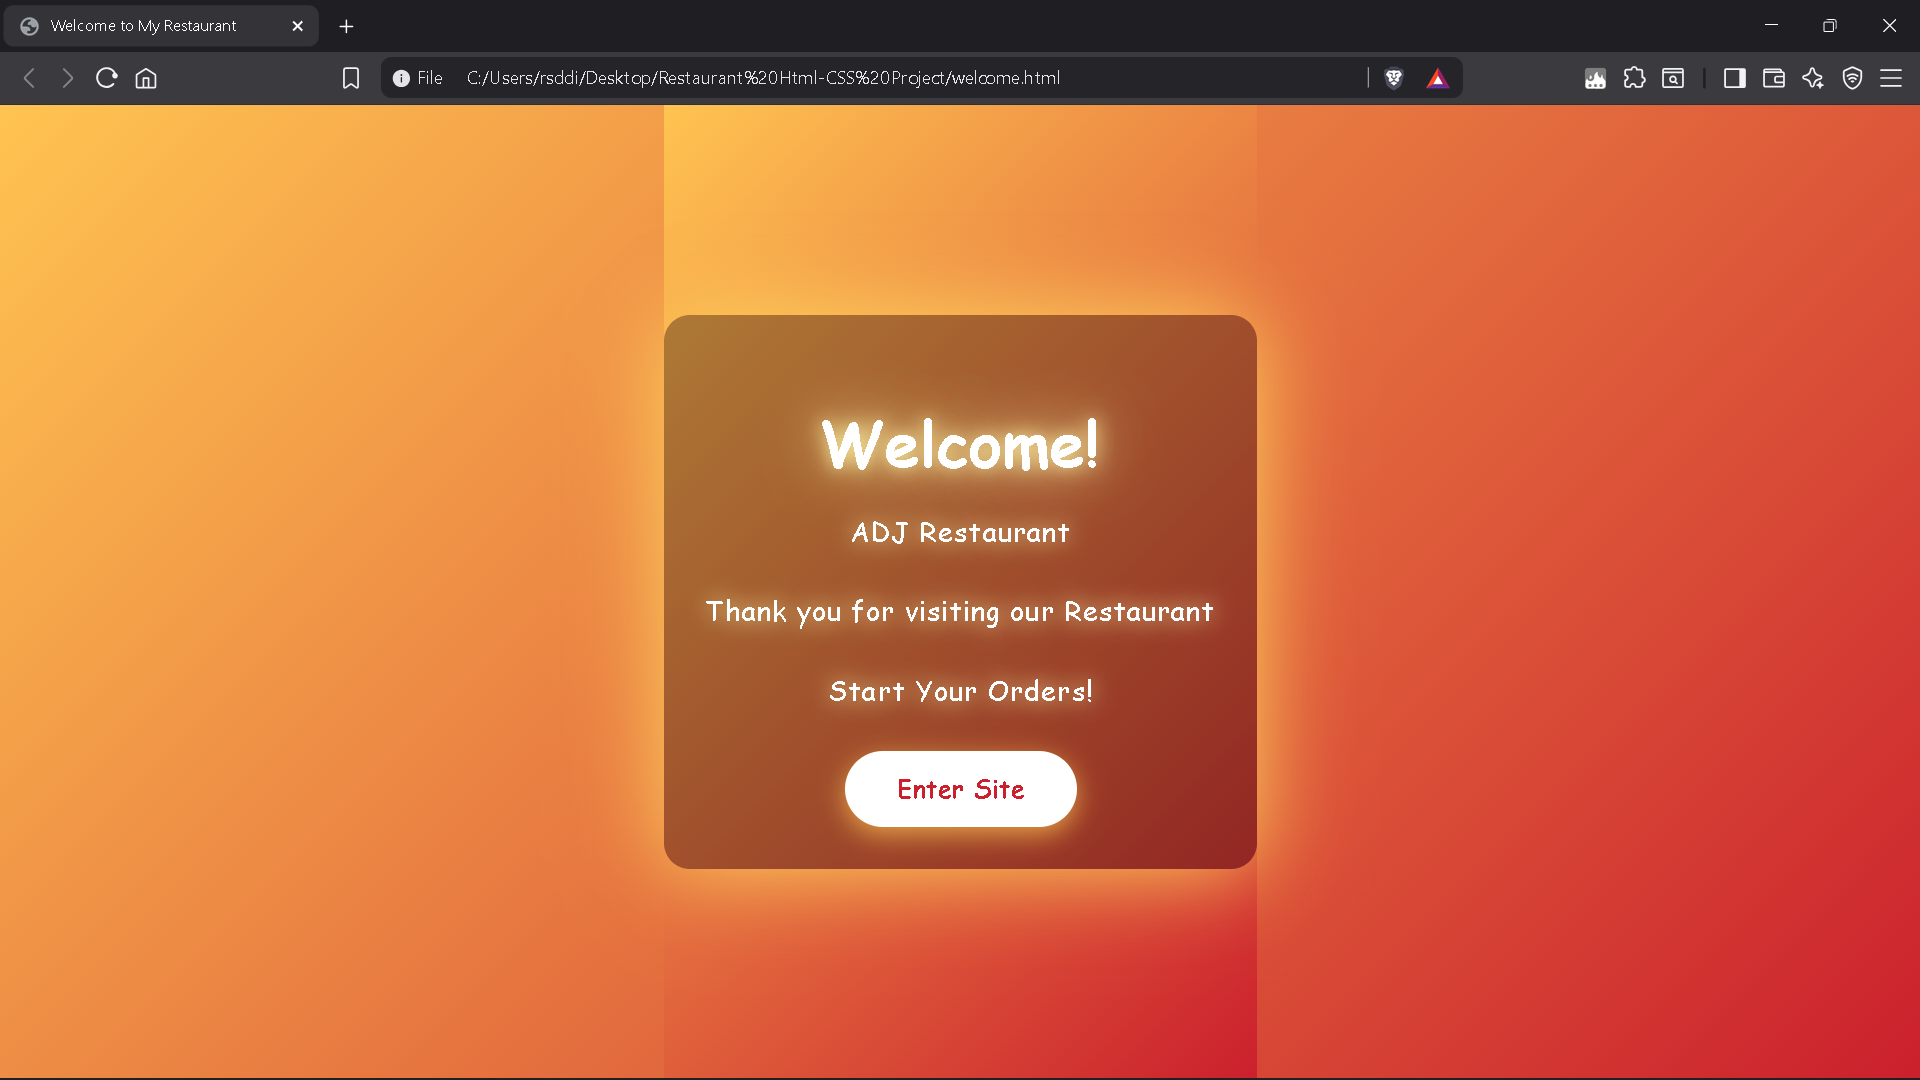 Welcome to My Restaurant
File C:/Users/rsddi/Desktop/Restaurant%20Html-CSS%20Project/welcome.html
Welcome!
ADJ Restaurant
Thank you for visiting our Restaurant
Start Your Orders!
Enter Site